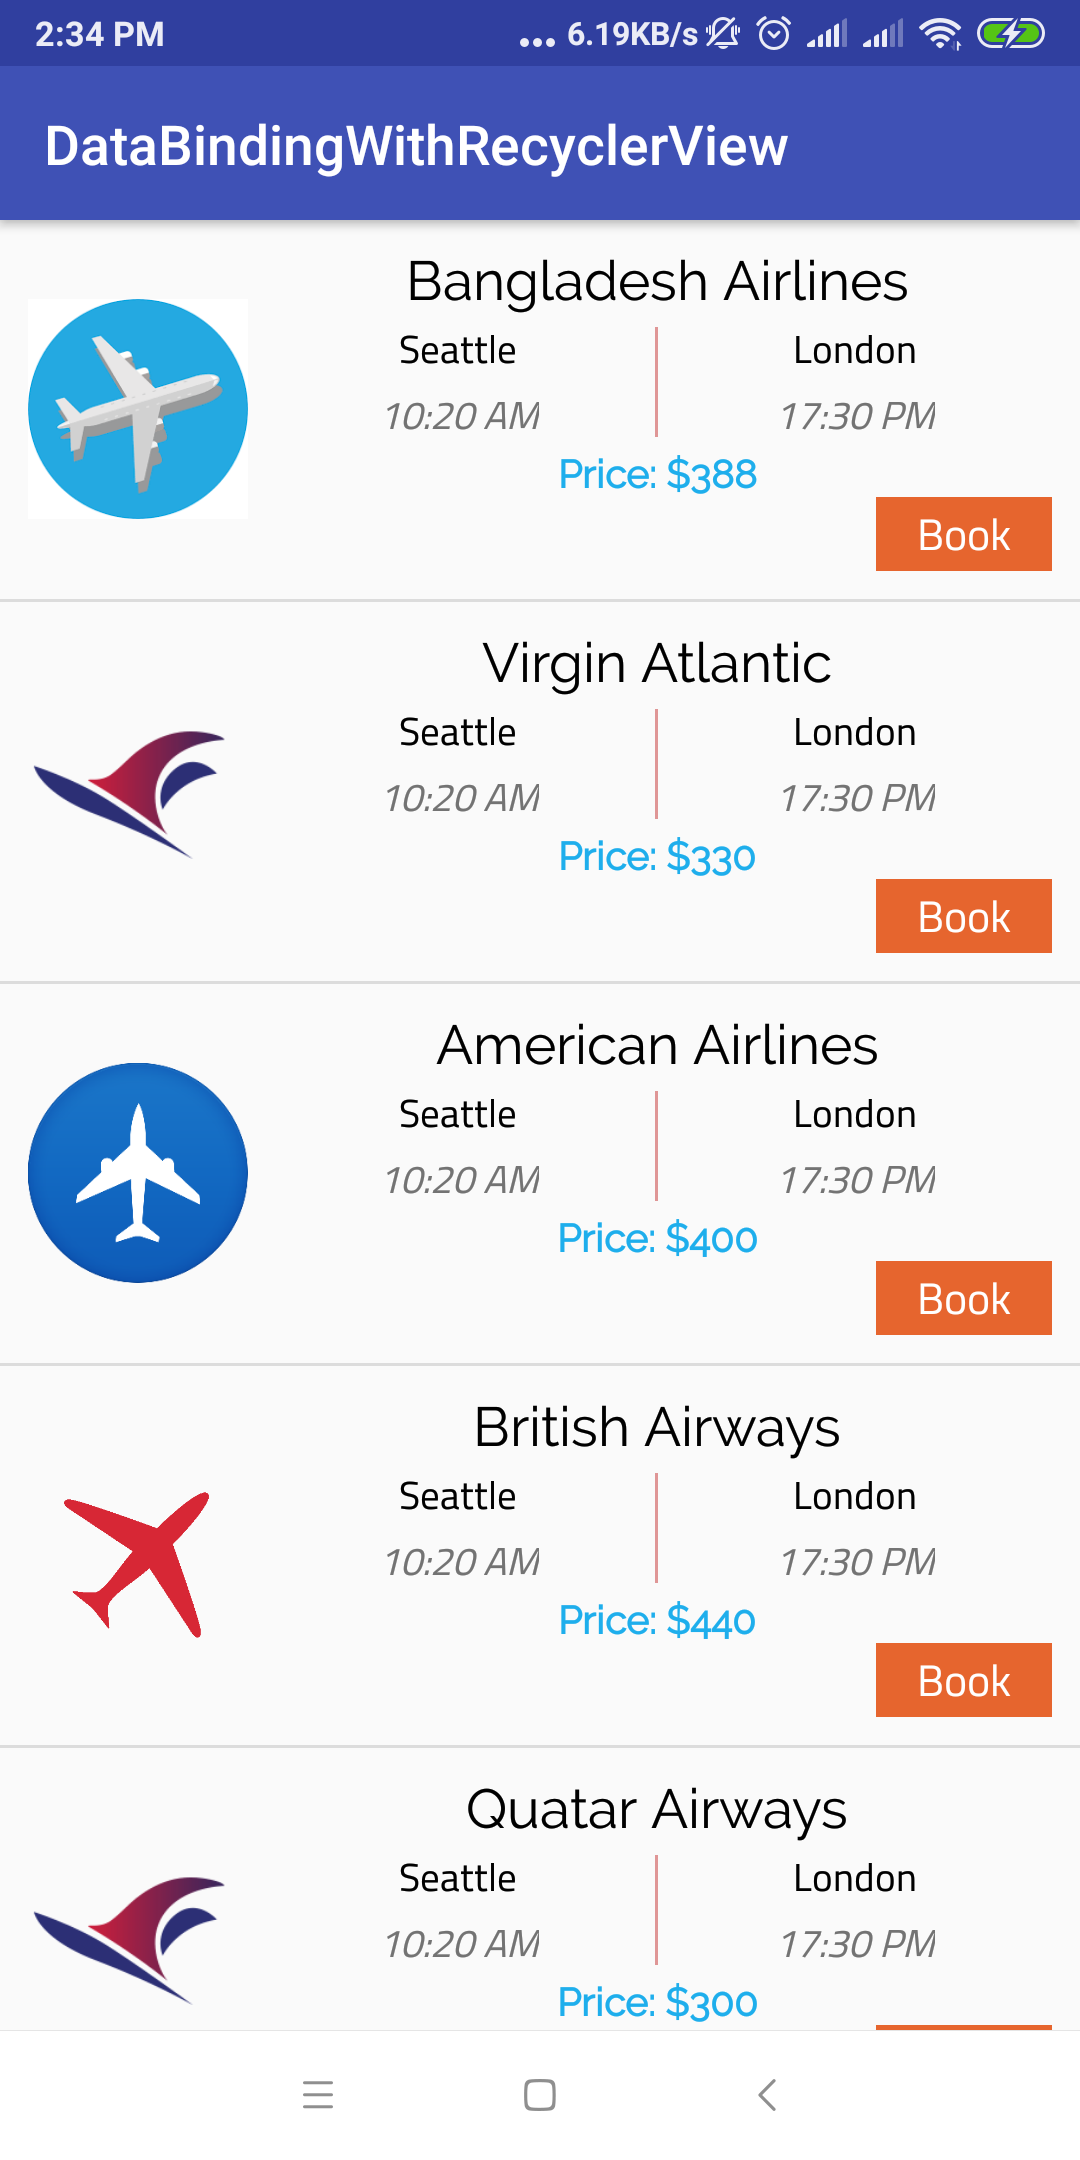 2:34 PM ... 6.19KB/s
DataBindingWithRecyclerView
Bangladesh Airlines
Seattle London
10:20 AM 17:30 PM
Price: $388
Book
Virgin Atlantic
Seattle London
10:20 AM 17:30 PM
Price: $330
Book
American Airlines
Seattle London
10:20 AM 17:30 PM
Price: $400
Book
British Airways
Seattle London
10:20 AM 17:30 PM
Price: $440
Book
Quatar Airways
Seattle London
10:20 AM 17:30 PM
Price: $300